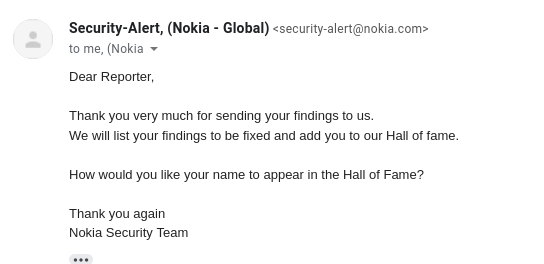 Security-Alert, (Nokia - Global) <security-alert@nokia.com>
to me, (Nokia
Dear Reporter,
Thank you very much for sending your findings to us.
We will list your findings to be fixed and add you to our Hall of fame.
How would you like your name to appear in the Hall of Fame?
Thank you again
Nokia Security Team